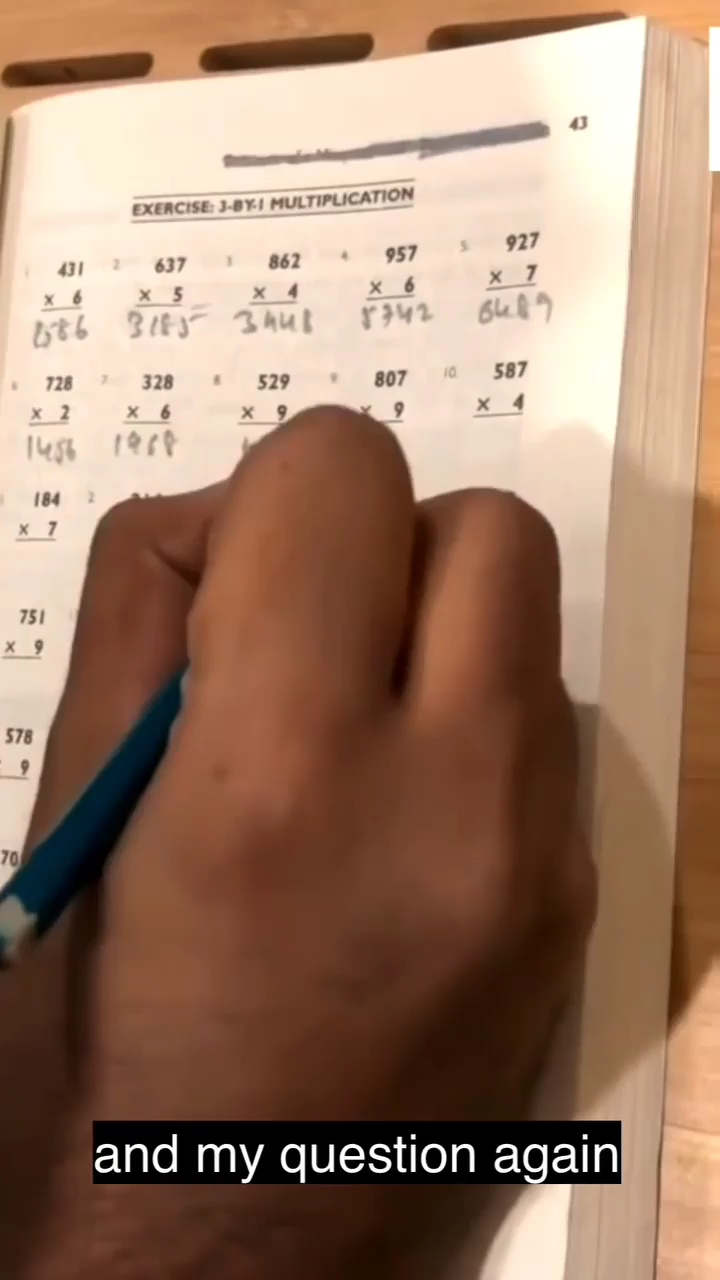 43
EXERCISE: 3-BY-1 MULTIPLICATION
2 3 4 5
431 637 862 957 927
x 6 x 5 x 4 x 6 x 7
3185 3448 5742 6489
6 7 8 9 10
728 328 529 807 587
x 2 x 6 x 9 x 9 x 4
1456 1968
184 2
x 7
751
x 9
578
9
70
and my question again